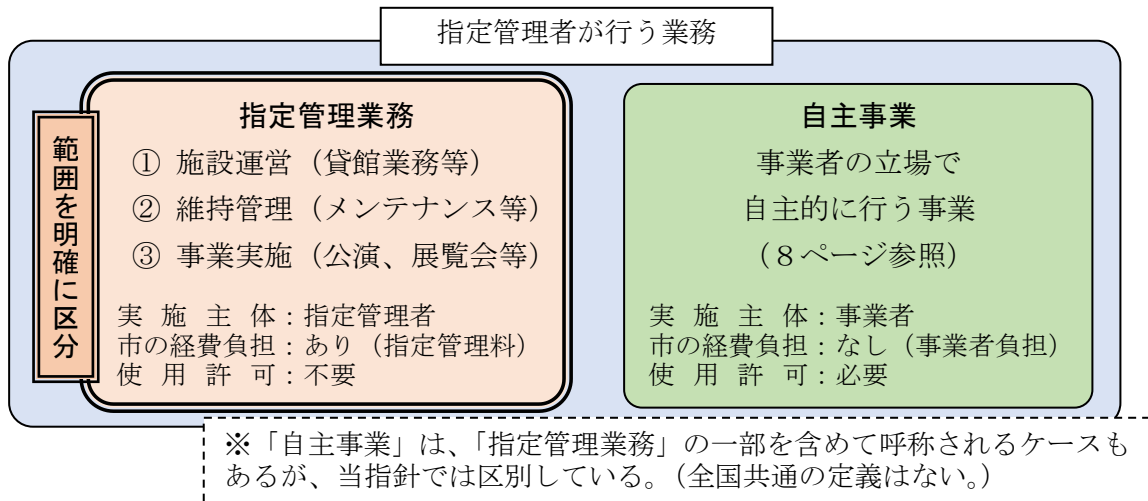 指定管理者が行う業務
範囲を明確に区分
指定管理業務
① 施設運営（貸館業務等）
② 維持管理（メンテナンス等）
③ 事業実施（公演、展覧会等）
実施主体：指定管理者
市の経費負担：あり（指定管理料）
使用許可：不要
自主事業
事業者の立場で
自主的に行う事業
（８ページ参照）
実施主体：事業者
市の経費負担：なし（事業者負担）
使用許可：必要
※「自主事業」は、「指定管理業務」の一部を含めて呼称されるケースも
あるが、当指針では区別している。（全国共通の定義はない。）